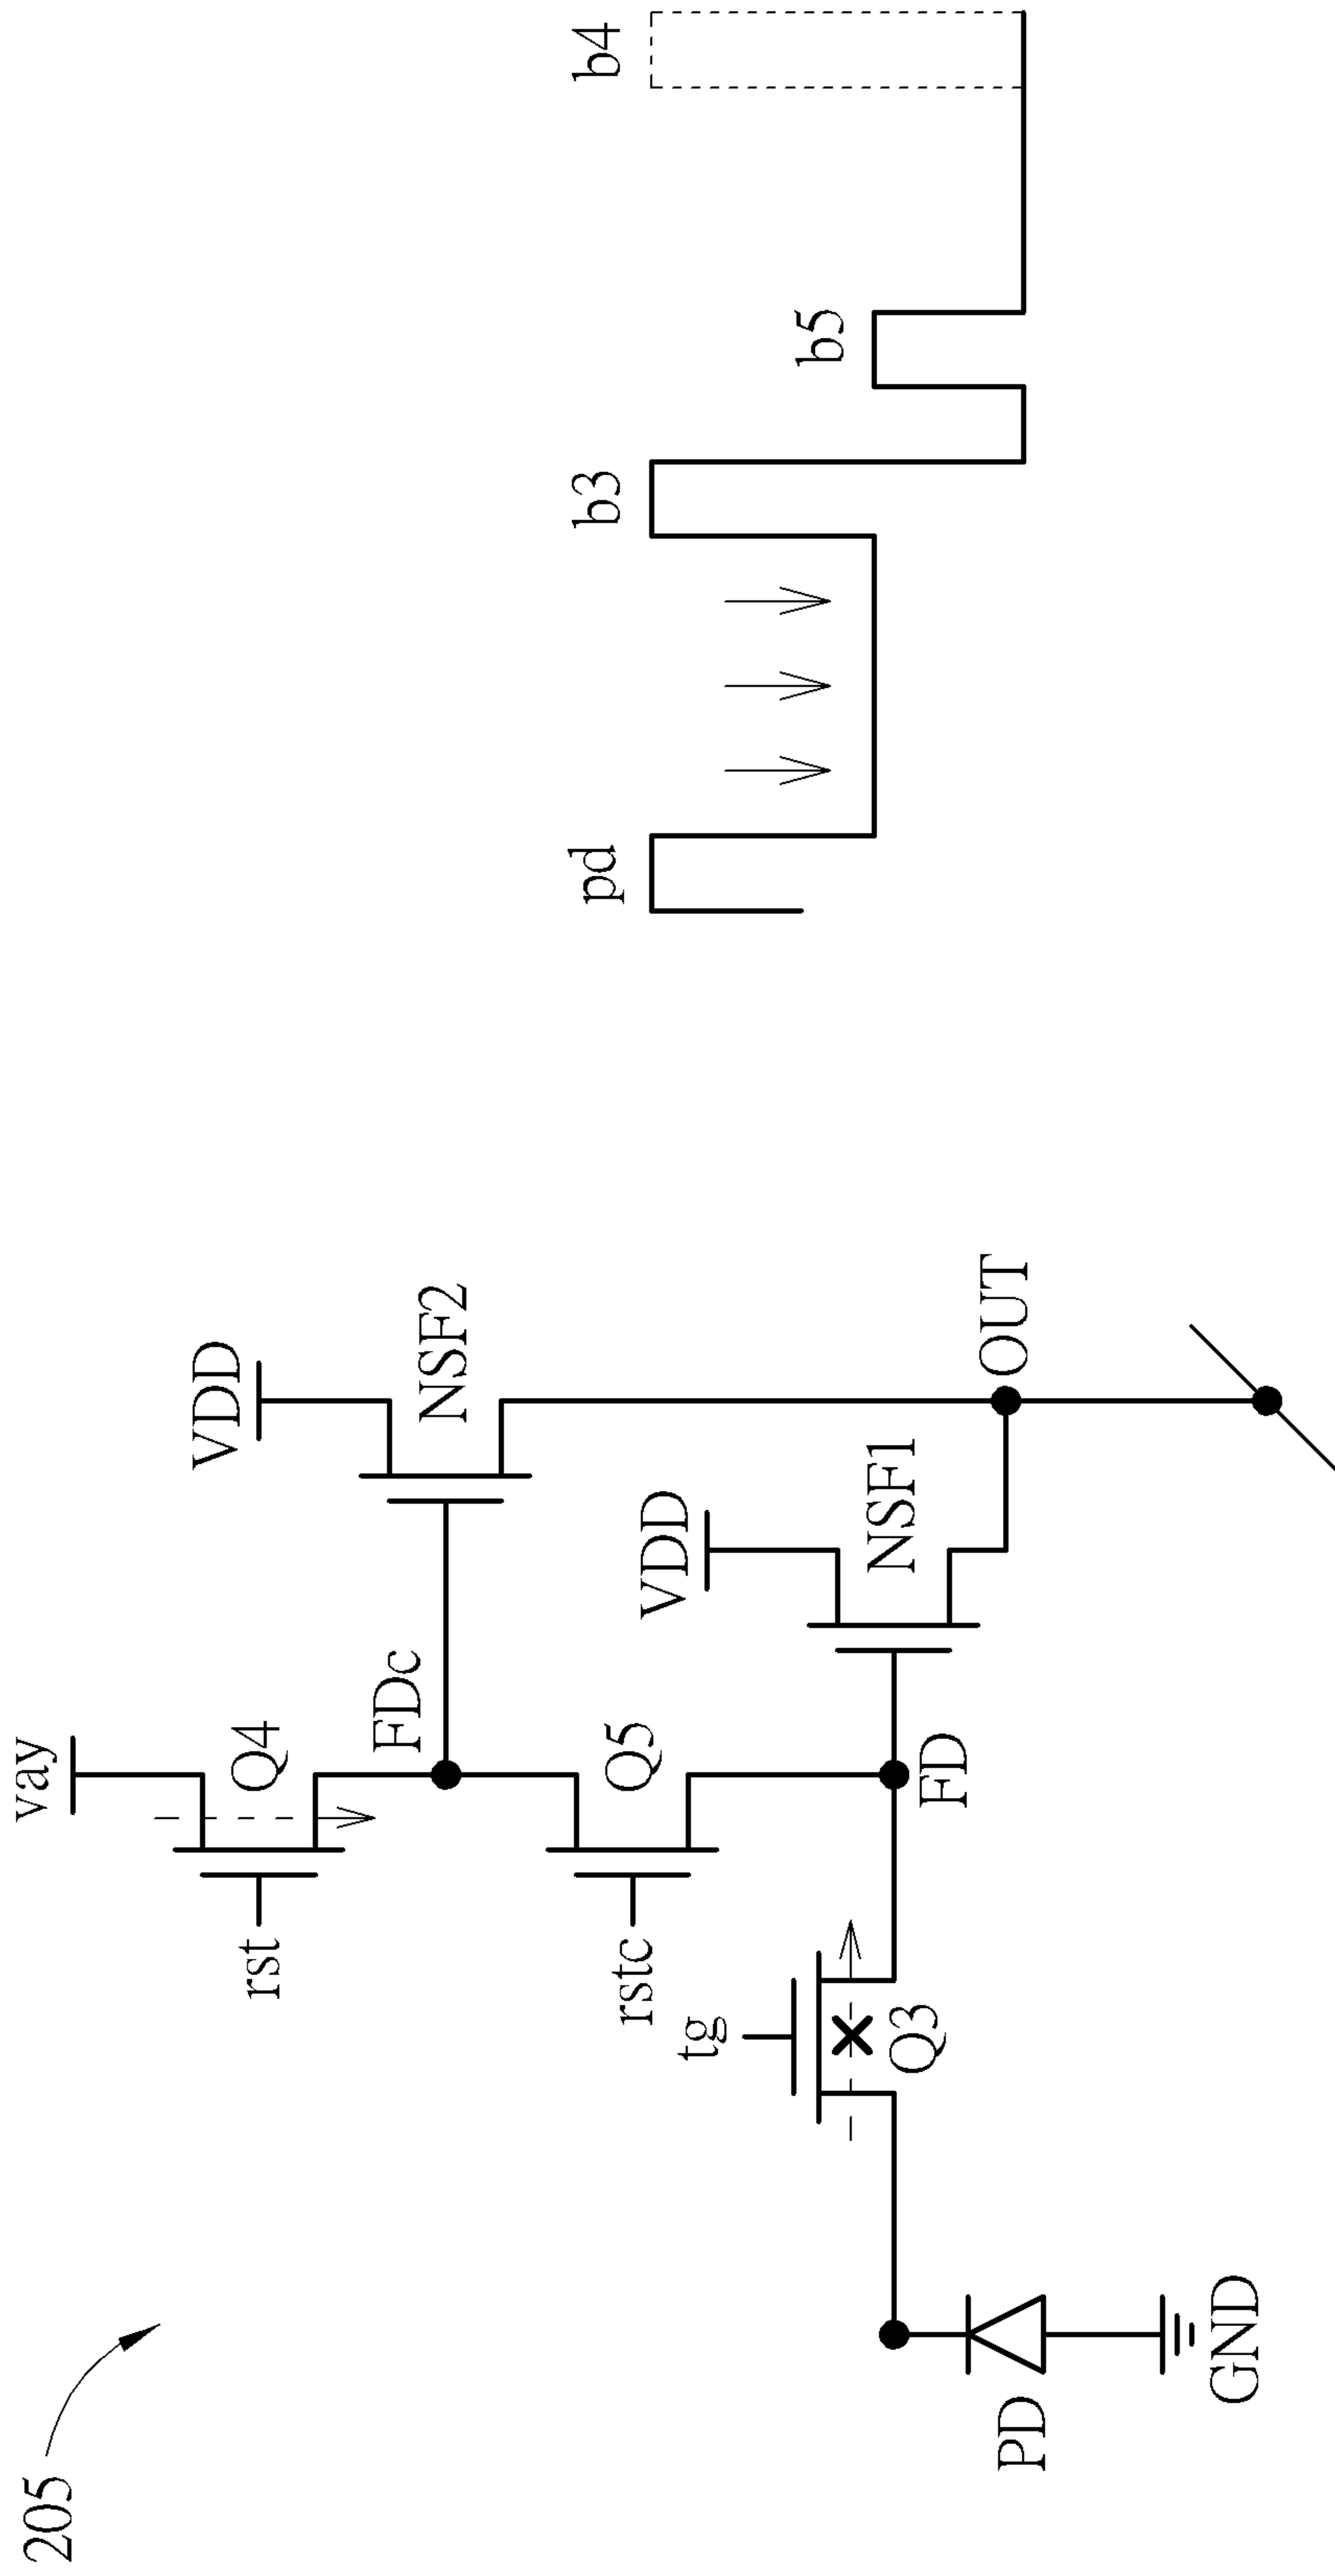 205
vay
VDD
rst
Q4
FDc
NSF2
VDD
rstc
Q5
tg
NSF1
Q3
FD
OUT
PD
GND
pd
b3
b5
b4